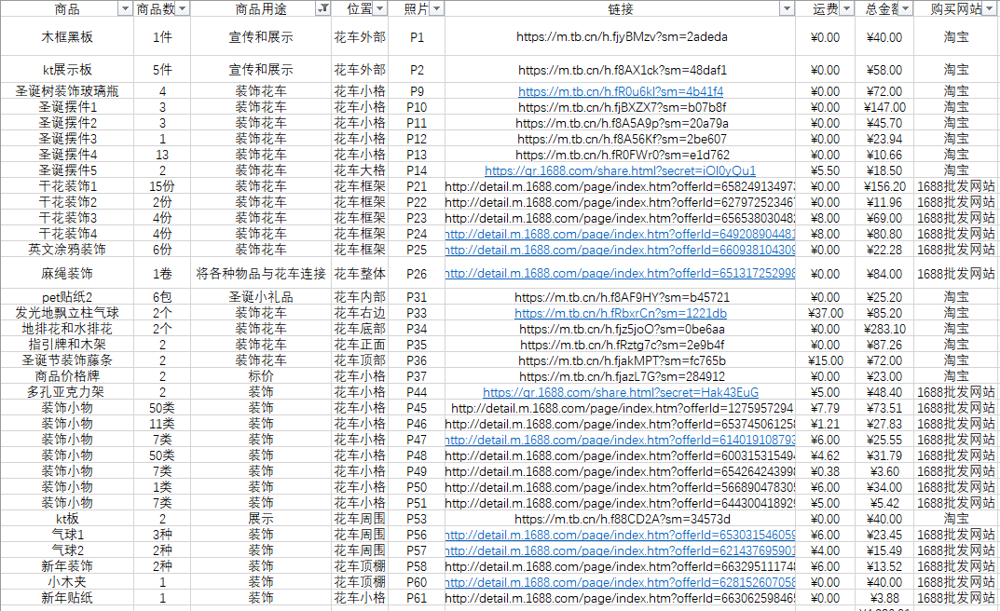 商品 商品数 商品用途 位置 照片 链接 运费 总金额 购买网站
木框黑板 1件 宣传和展示 花车外部 P1 https://m.tb.cn/h.fjyBMzv?sm=2adeda ¥0.00 ¥40.00 淘宝
kt展示板 5件 宣传和展示 花车外部 P2 https://m.tb.cn/h.f8AX1ck?sm=48daf1 ¥0.00 ¥58.00 淘宝
圣诞树装饰玻璃瓶 4 装饰花车 花车小格 P9 https://m.tb.cn/h.fR0u6kI?sm=4b41f4 ¥0.00 ¥72.00 淘宝
圣诞摆件1 3 装饰花车 花车小格 P10 https://m.tb.cn/h.fjBXZX7?sm=b07b8f ¥0.00 ¥147.00 淘宝
圣诞摆件2 3 装饰花车 花车小格 P11 https://m.tb.cn/h.f8A5A9p?sm=20a79a ¥0.00 ¥45.70 淘宝
圣诞摆件3 1 装饰花车 花车小格 P12 https://m.tb.cn/h.f8A56Kf?sm=2be607 ¥0.00 ¥23.94 淘宝
圣诞摆件4 13 装饰花车 花车小格 P13 https://m.tb.cn/h.fR0FWr0?sm=e1d762 ¥0.00 ¥10.66 淘宝
圣诞摆件5 2 装饰花车 花车大格 P14 https://qr.1688.com/share.html?secret=iOI0yQu1 ¥5.50 ¥18.50 淘宝
干花装饰1 15份 装饰花车 花车框架 P21 http://detail.m.1688.com/page/index.htm?offerId=658249134973 ¥0.00 ¥156.20 1688批发网站
干花装饰2 2份 装饰花车 花车框架 P22 http://detail.m.1688.com/page/index.htm?offerId=627972523467 ¥0.00 ¥11.96 1688批发网站
干花装饰3 4份 装饰花车 花车框架 P23 http://detail.m.1688.com/page/index.htm?offerId=656538030482 ¥8.00 ¥69.00 1688批发网站
干花装饰4 4份 装饰花车 花车框架 P24 http://detail.m.1688.com/page/index.htm?offerId=649208904481 ¥8.00 ¥80.80 1688批发网站
英文涂鸦装饰 6份 装饰花车 花车框架 P25 http://detail.m.1688.com/page/index.htm?offerId=660938104309 ¥0.00 ¥22.28 1688批发网站
麻绳装饰 1卷 将各种物品与花车连接 花车整体 P26 http://detail.m.1688.com/page/index.htm?offerId=651317252998 ¥0.00 ¥84.00 1688批发网站
pet贴纸2 6包 圣诞小礼品 花车内部 P31 https://m.tb.cn/h.f8AF9HY?sm=b45721 ¥0.00 ¥25.20 淘宝
发光地飘立柱气球 2个 装饰花车 花车右边 P33 https://m.tb.cn/h.fRbxrCn?sm=1221db ¥37.00 ¥85.20 淘宝
地排花和水排花 2个 装饰花车 花车底部 P34 https://m.tb.cn/h.fjz5joO?sm=0be6aa ¥0.00 ¥283.10 淘宝
指引牌和木架 2 装饰花车 花车正面 P35 https://m.tb.cn/h.fRztg7c?sm=2e9b4f ¥0.00 ¥87.26 淘宝
圣诞节装饰藤条 2 装饰花车 花车顶部 P36 https://m.tb.cn/h.fjakMPT?sm=fc765b ¥15.00 ¥72.00 淘宝
商品价格牌 2 标价 花车小格 P37 https://m.tb.cn/h.fjazL7G?sm=284912 ¥0.00 ¥23.00 淘宝
多孔亚克力架 2 装饰 花车小格 P44 https://qr.1688.com/share.html?secret=Hak43EuG ¥5.00 ¥48.40 1688批发网站
装饰小物 50类 装饰 花车小格 P45 http://detail.m.1688.com/page/index.htm?offerId=1275957294 ¥7.79 ¥73.51 1688批发网站
装饰小物 11类 装饰 花车小格 P46 http://detail.m.1688.com/page/index.htm?offerId=653745061258 ¥1.21 ¥27.83 1688批发网站
装饰小物 7类 装饰 花车小格 P47 http://detail.m.1688.com/page/index.htm?offerId=614019108793 ¥6.00 ¥25.55 1688批发网站
装饰小物 50类 装饰 花车小格 P48 http://detail.m.1688.com/page/index.htm?offerId=600315315494 ¥4.62 ¥31.79 1688批发网站
装饰小物 7类 装饰 花车小格 P49 http://detail.m.1688.com/page/index.htm?offerId=654264243998 ¥0.38 ¥3.60 1688批发网站
装饰小物 1类 装饰 花车小格 P50 http://detail.m.1688.com/page/index.htm?offerId=566890478305 ¥6.00 ¥34.00 1688批发网站
装饰小物 7类 装饰 花车小格 P51 http://detail.m.1688.com/page/index.htm?offerId=644300418929 ¥5.00 ¥5.42 1688批发网站
kt板 2 展示 花车周围 P53 https://m.tb.cn/h.f88CD2A?sm=34573d ¥0.00 ¥40.00 淘宝
气球1 3种 装饰 花车周围 P56 http://detail.m.1688.com/page/index.htm?offerId=653031546059 ¥6.00 ¥23.45 1688批发网站
气球2 2种 装饰 花车周围 P57 http://detail.m.1688.com/page/index.htm?offerId=621437695901 ¥4.00 ¥15.49 1688批发网站
新年装饰 2种 装饰 花车顶棚 P58 http://detail.m.1688.com/page/index.htm?offerId=663295111748 ¥6.00 ¥13.52 1688批发网站
小木夹 1 装饰 花车顶棚 P60 http://detail.m.1688.com/page/index.htm?offerId=628152607058 ¥0.00 ¥40.00 1688批发网站
新年贴纸 1 装饰 花车小格 P61 http://detail.m.1688.com/page/index.htm?offerId=663062598465 ¥0.00 ¥3.88 1688批发网站